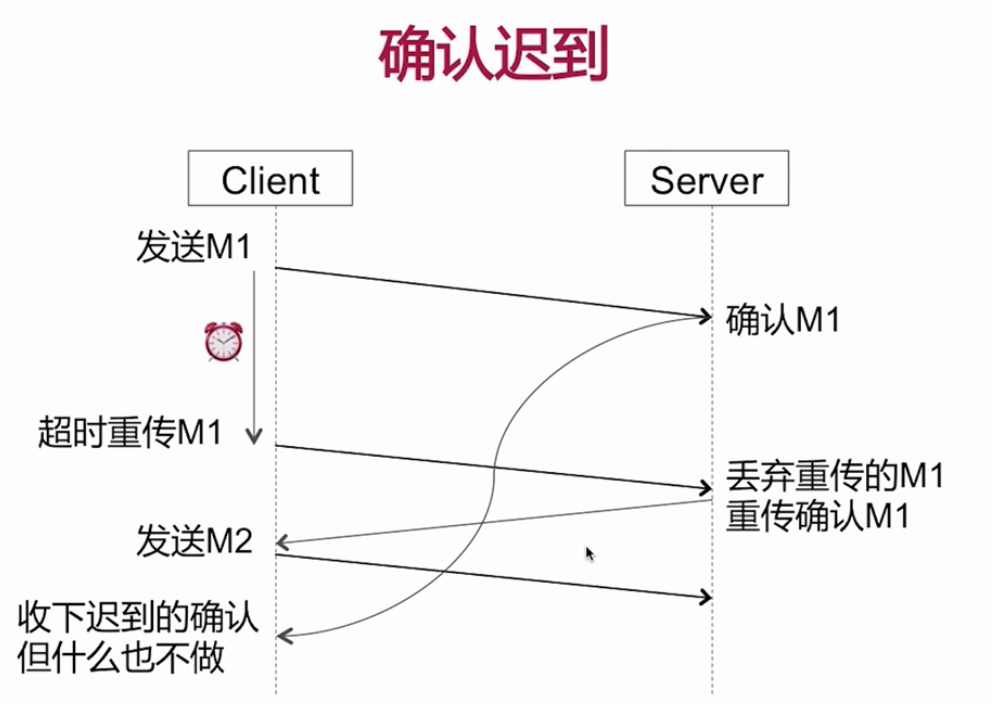 确认迟到
Client
Server
发送M1
确认M1
超时重传M1
丢弃重传的M1
重传确认M1
发送M2
收下迟到的确认
但什么也不做